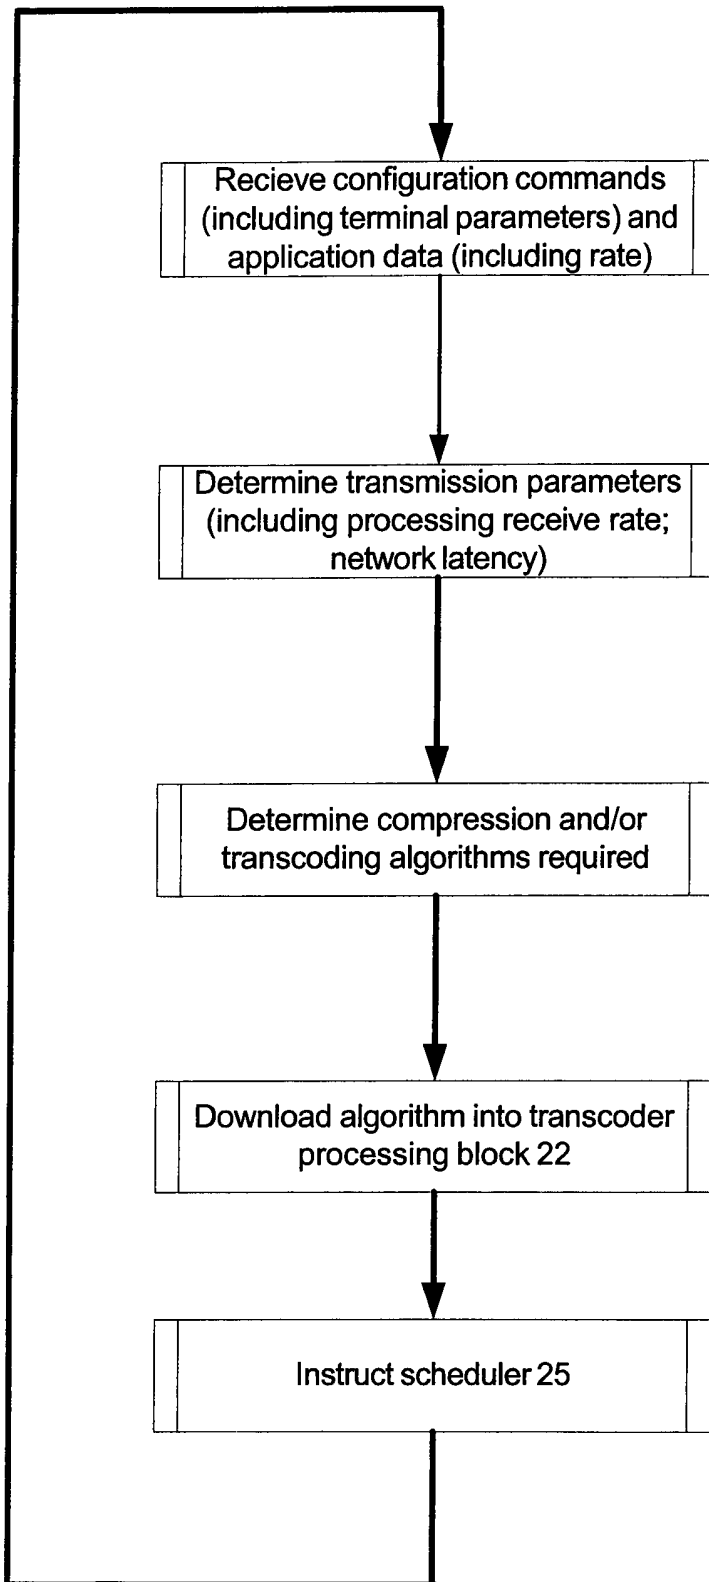 Recieve configuration commands
(including terminal parameters) and
application data (including rate)
Determine transmission parameters
(including processing receive rate;
network latency)
Determine compression and/or
transcoding algorithms required
Download algorithm into transcoder
processing block 22
Instruct scheduler 25